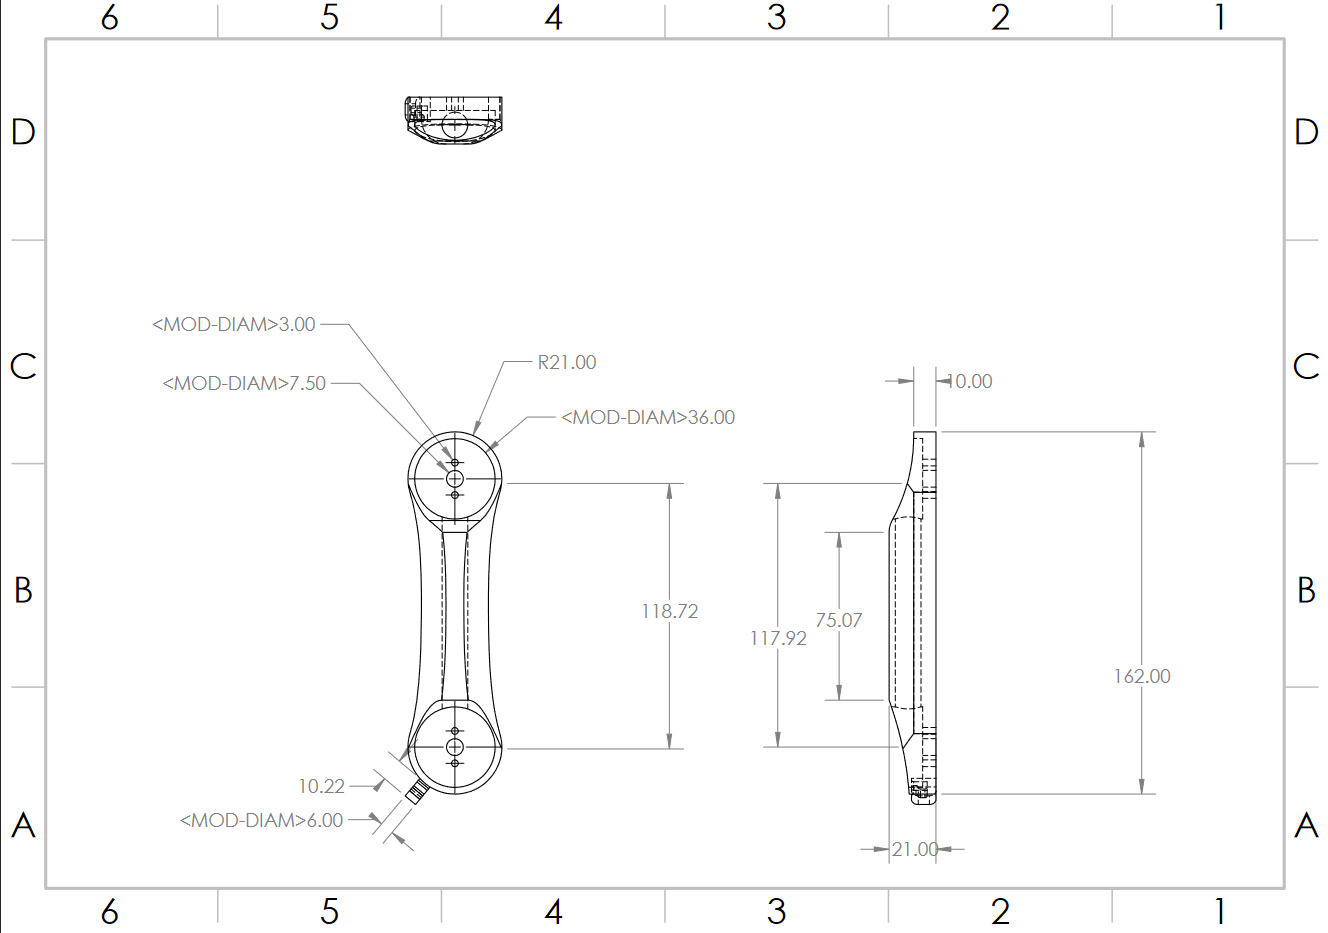 6 5 4 3 2 1
D D
<MOD-DIAM>3.00
R21.00
C C
<MOD-DIAM>7.50
10.00
<MOD-DIAM>36.00
B B
118.72
75.07
117.92
162.00
10.22
<MOD-DIAM>6.00
A A
21.00
6 5 4 3 2 1